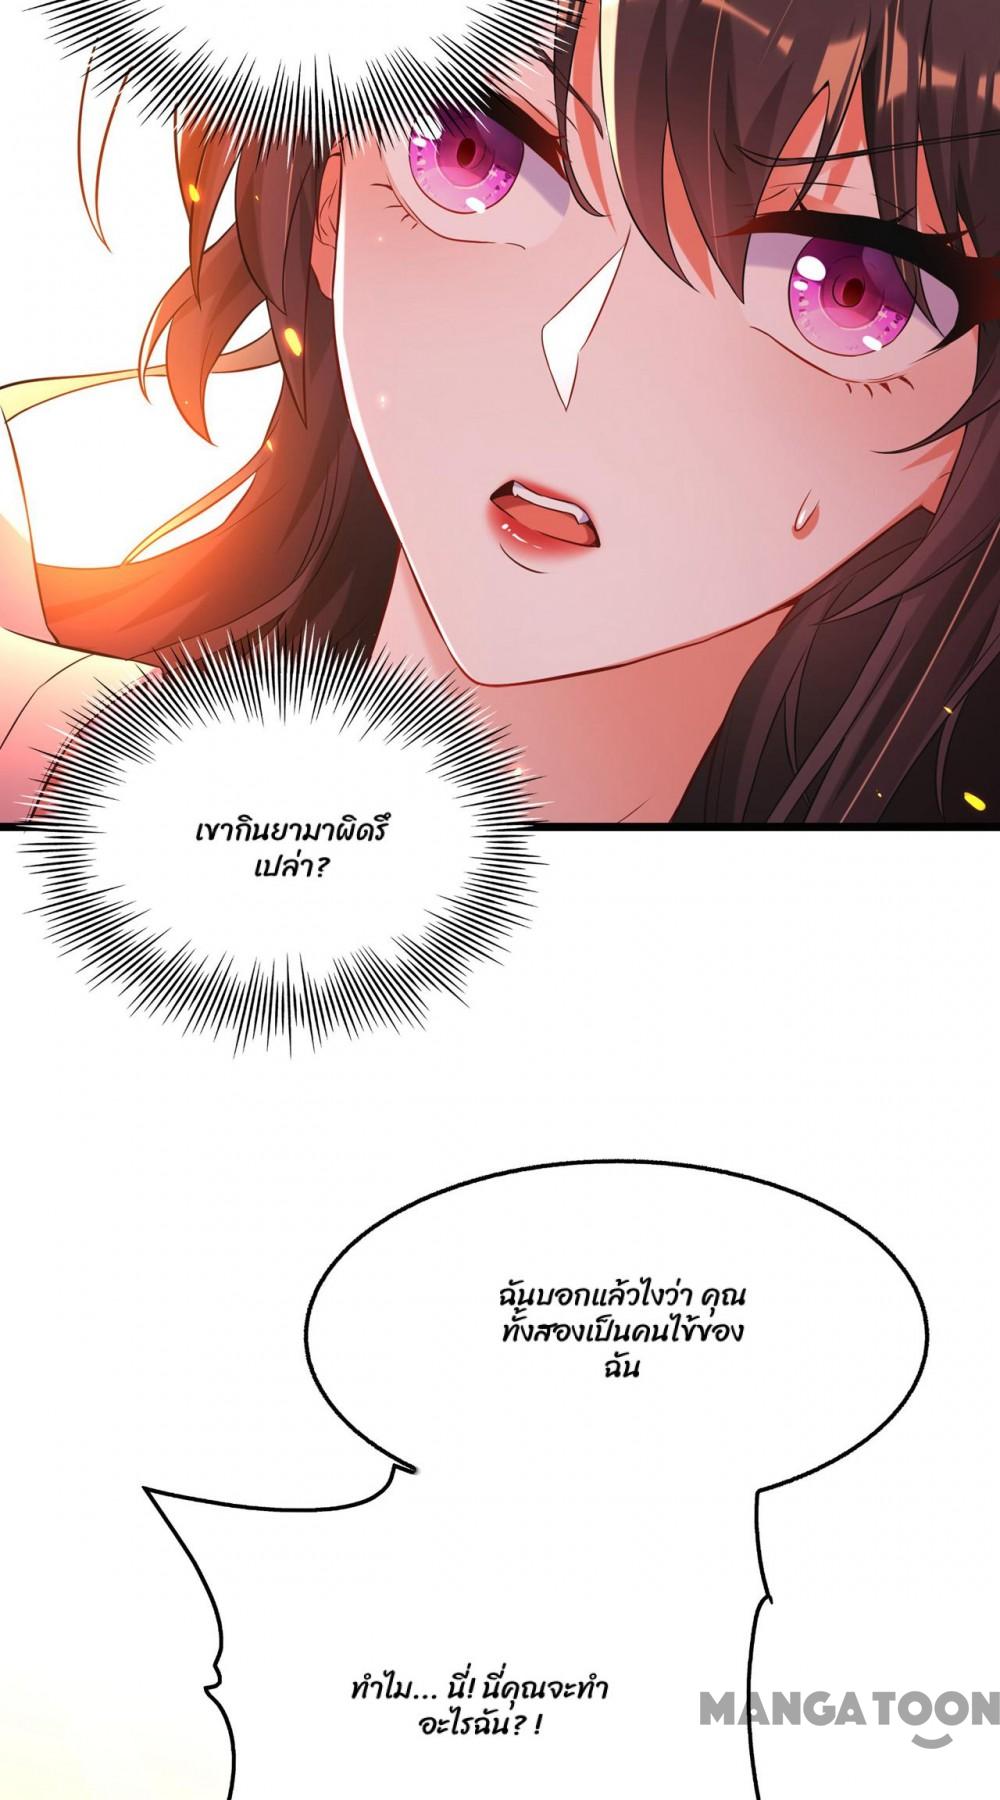 เขากินยามาผิดรึ
เปล่า?
ฉันบอกแล้วไงว่า คุณ
ทั้งสองเป็นคนไข้ของ
ฉัน
ทำไม... นี่! นี่คุณจะทำ
อะไรฉัน?!
MANGATOON